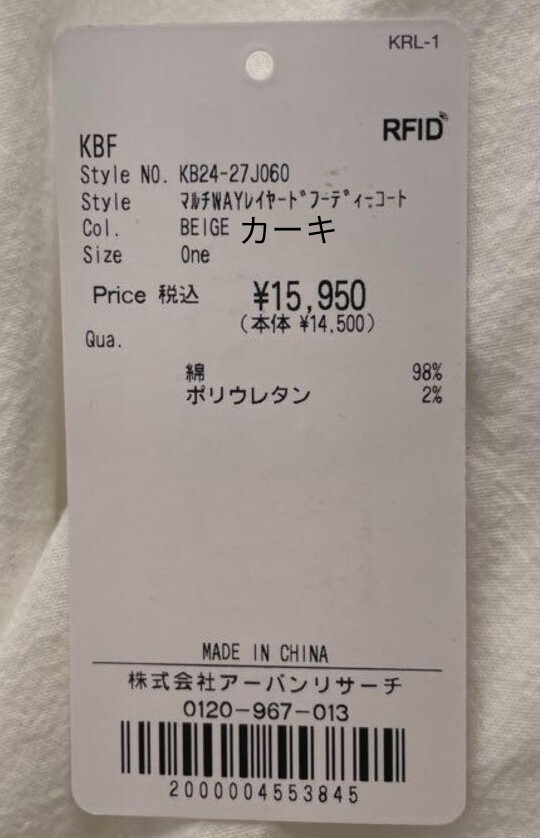 KRL-1
RFID
KBF
Style NO. KB24-27J060
Style ﾏﾙﾁWAYﾚｲﾔｰﾄﾞﾌｰﾃﾞｨｰｺｰﾄ
Col. BEIGE カーキ
Size One
Price 税込 ¥15,950
(本体 ¥14,500)
Qua.
綿 98%
ポリウレタン 2%
MADE IN CHINA
株式会社アーバンリサーチ
0120-967-013
2000004553845